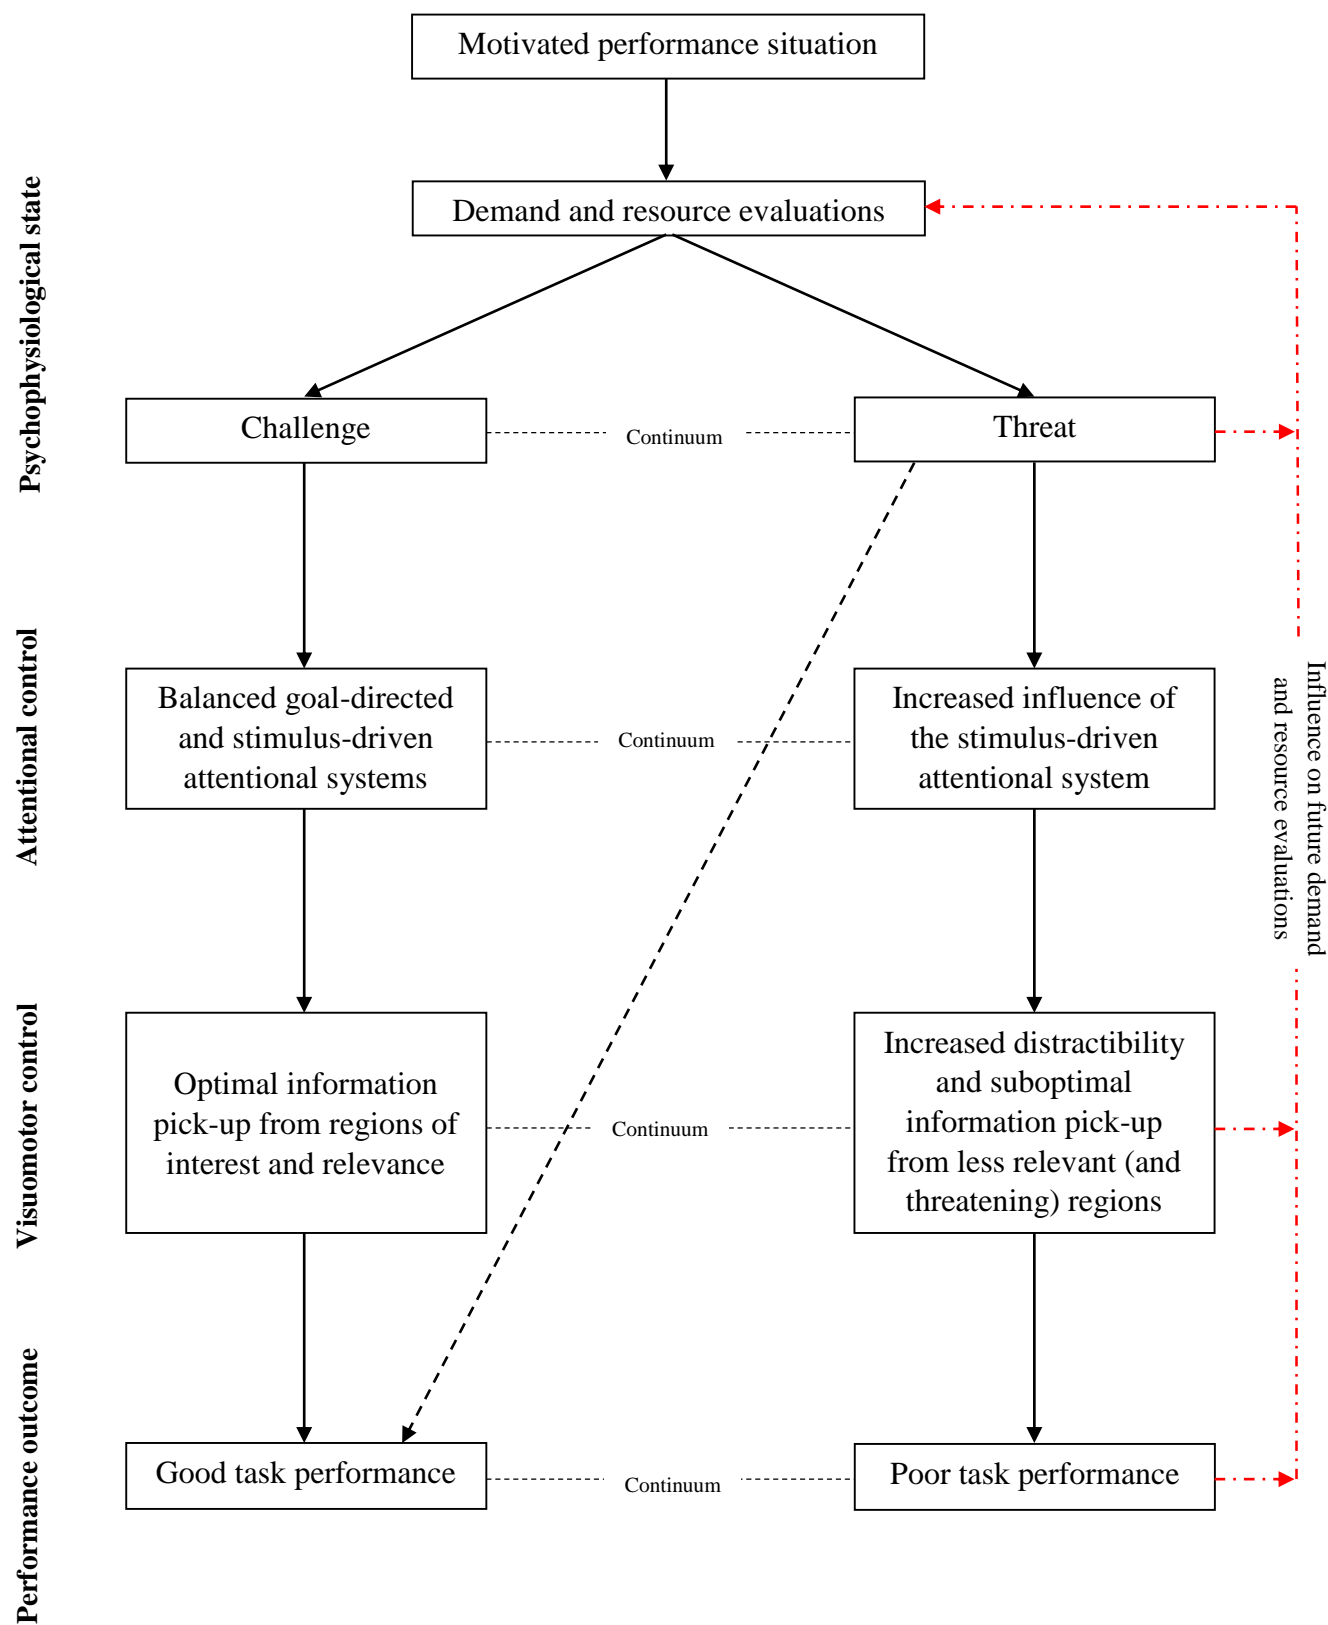 Motivated performance situation
Psychophysiological state
Demand and resource evaluations
Challenge
Continuum
Threat
Attentional control
Balanced goal-directed
and stimulus-driven
attentional systems
Continuum
Increased influence of
the stimulus-driven
attentional system
Influence on future demand
and resource evaluations
Visuomotor control
Optimal information
pick-up from regions of
interest and relevance
Continuum
Increased distractibility
and suboptimal
information pick-up
from less relevant (and
threatening) regions
Performance outcome
Good task performance
Continuum
Poor task performance